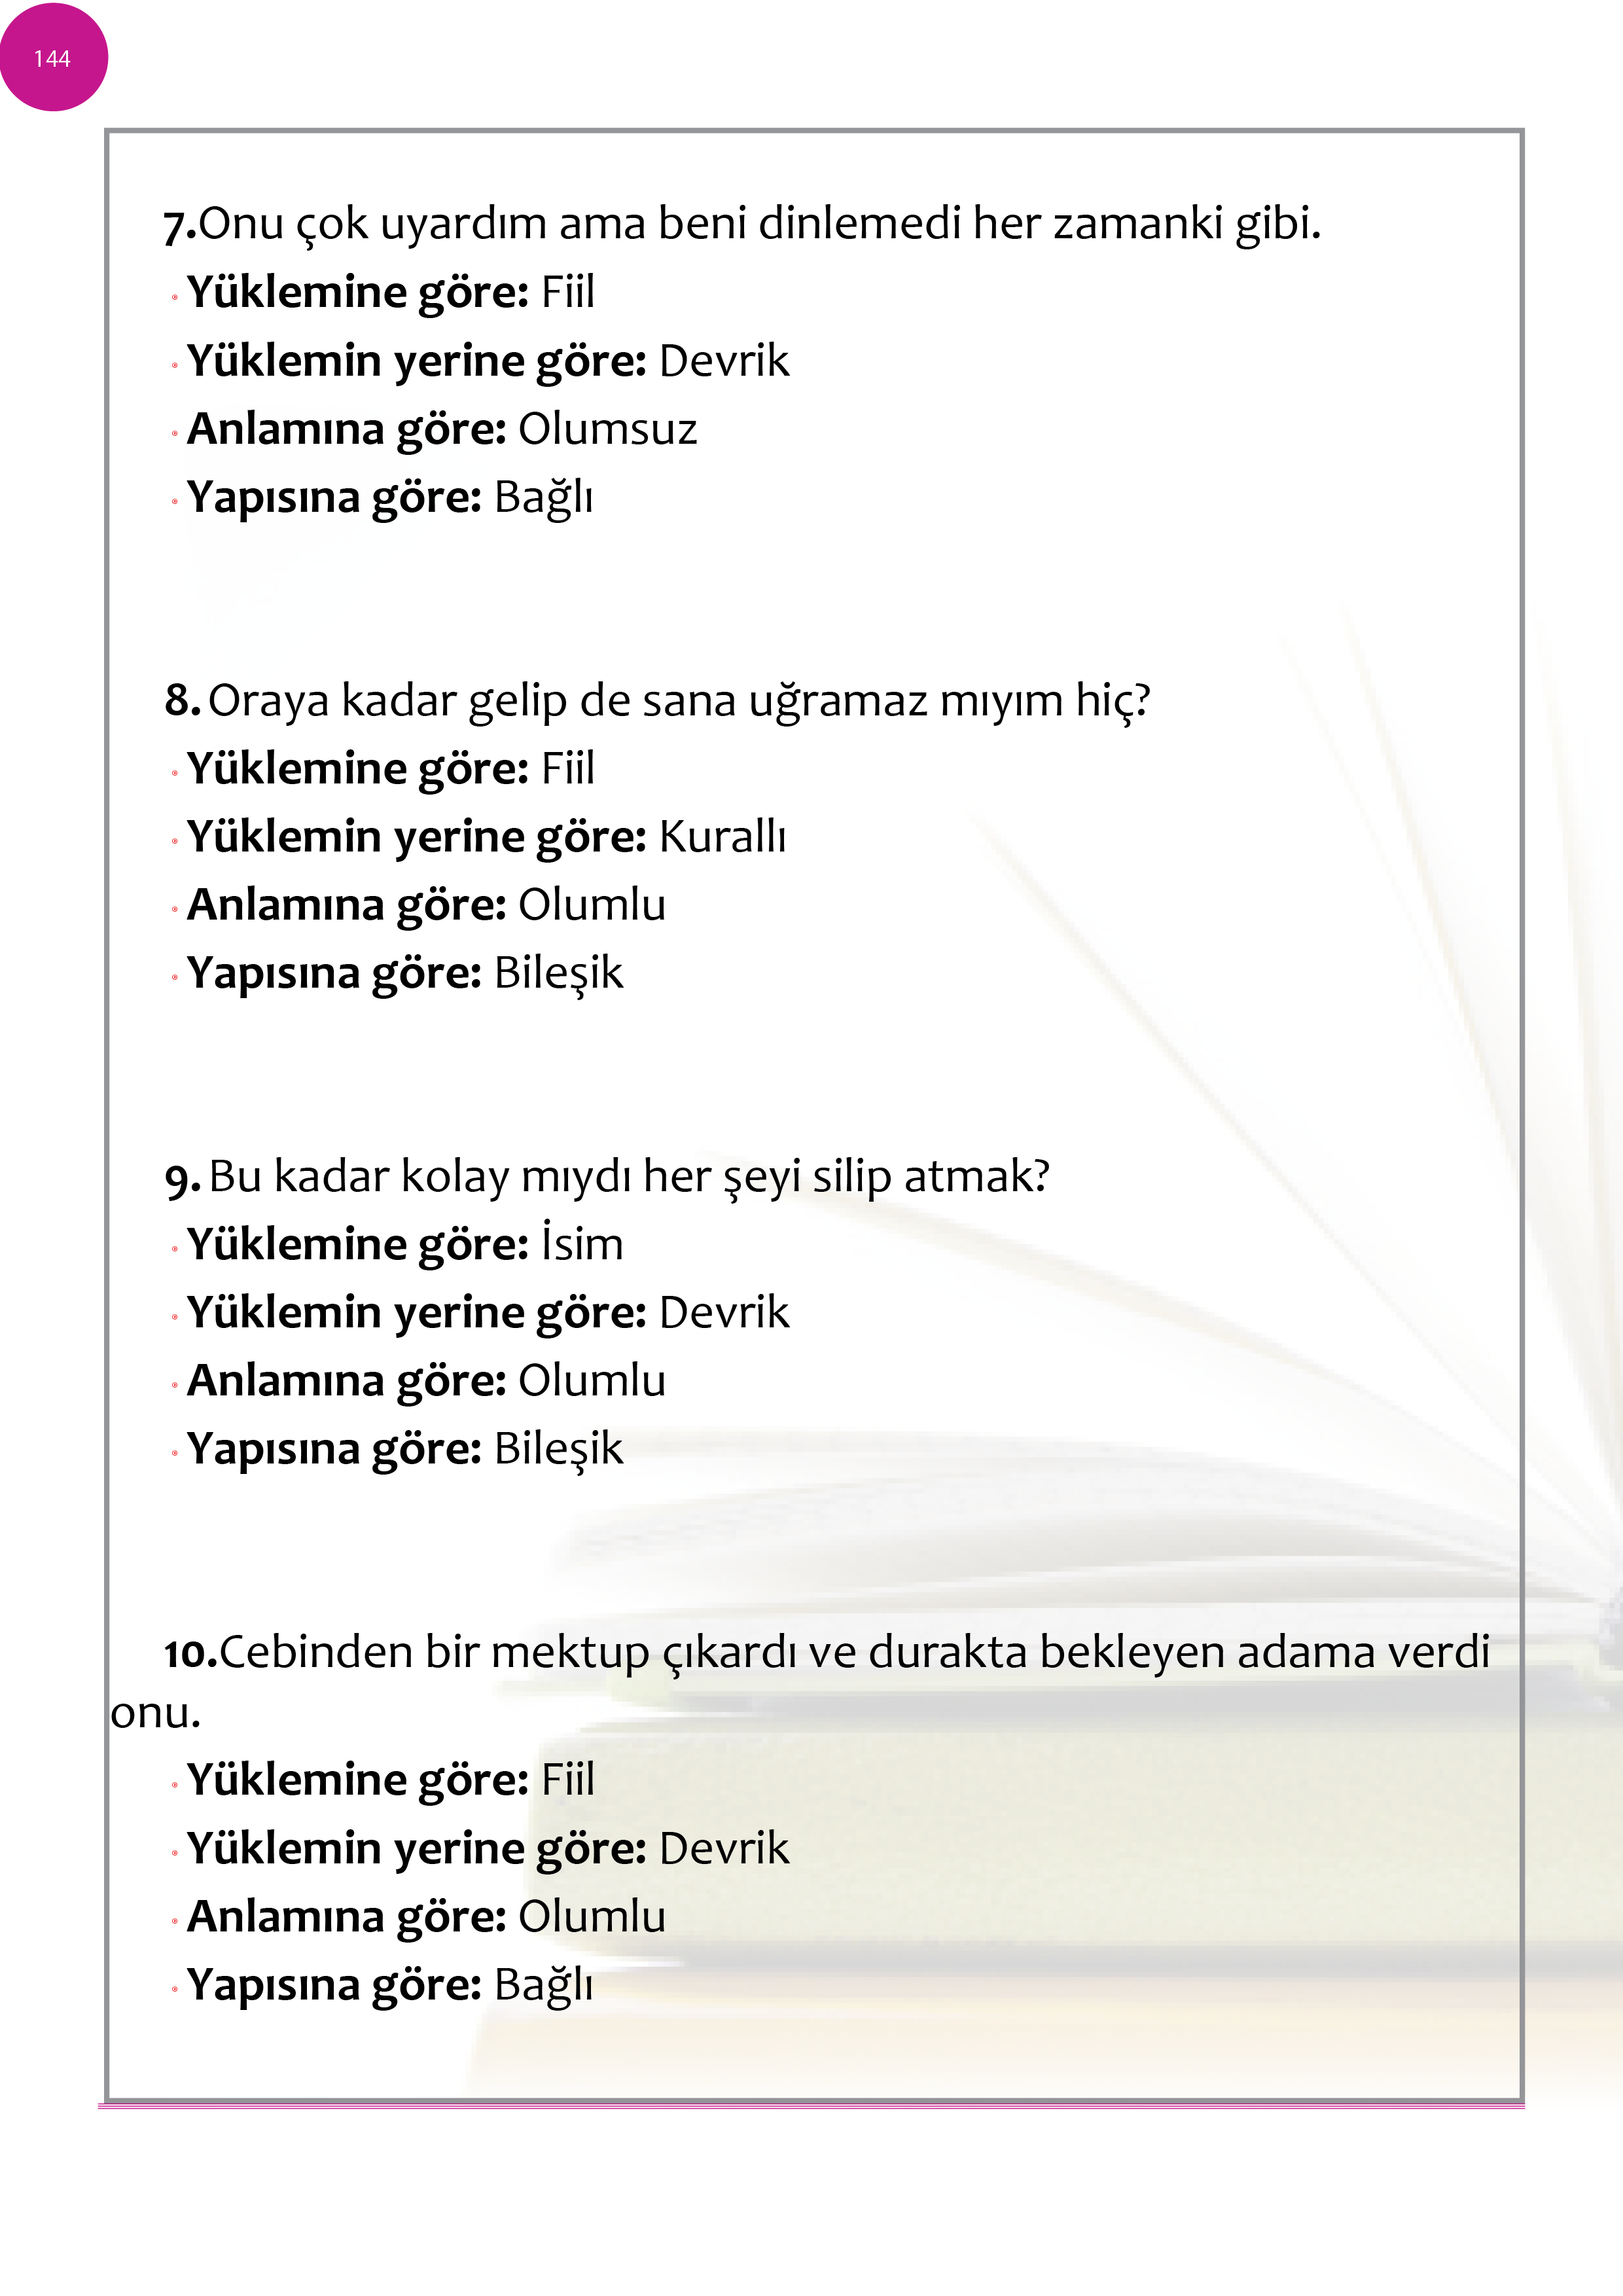 144
7.Onu çok uyardım ama beni dinlemedi her zamanki gibi.
Yüklemine göre: Fiil
Yüklemin yerine göre: Devrik
Anlamına göre: Olumsuz
Yapısına göre: Bağlı
8. Oraya kadar gelip de sana uğramaz mıyım hiç?
Yüklemine göre: Fiil
Yüklemin yerine göre: Kurallı
Anlamına göre: Olumlu
Yapısına göre: Bileşik
9. Bu kadar kolay mıydı her şeyi silip atmak?
Yüklemine göre: İsim
Yüklemin yerine göre: Devrik
Anlamına göre: Olumlu
Yapısına göre: Bileşik
10.Cebinden bir mektup çıkardı ve durakta bekleyen adama verdi
onu.
Yüklemine göre: Fiil
Yüklemin yerine göre: Devrik
Anlamına göre: Olumlu
Yapısına göre: Bağlı